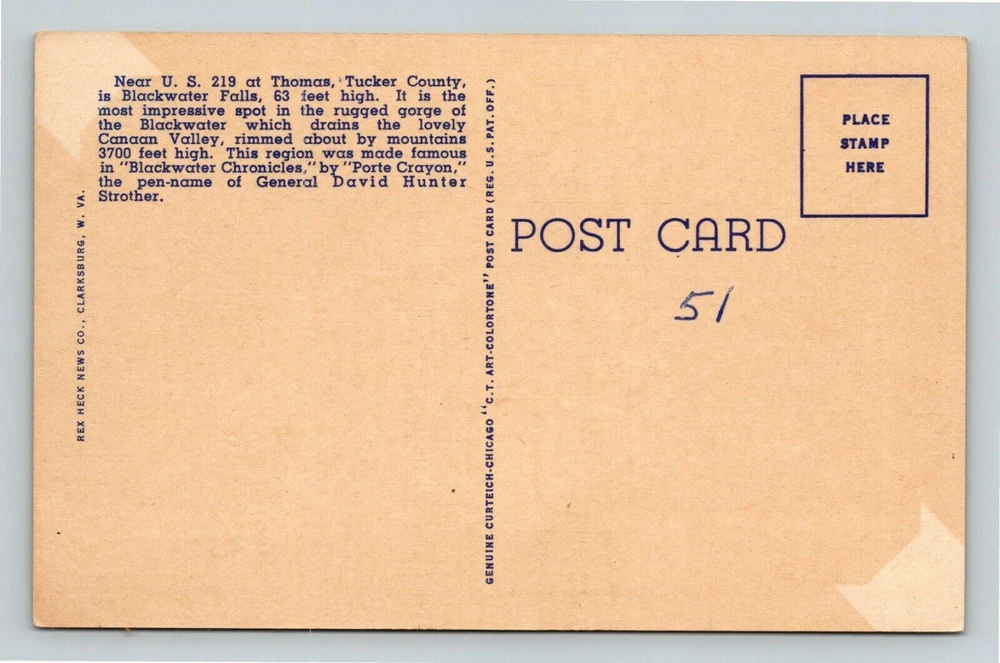 Near U. S. 219 at Thomas, Tucker County,
is Blackwater Falls, 63 feet high. It is the
most impressive spot in the rugged gorge of
the Blackwater which drains the lovely
Canaan Valley, rimmed about by mountains
3700 feet high. This region was made famous
in "Blackwater Chronicles," by "Porte Crayon,"
the pen-name of General David Hunter
Strother.
REX HECK NEWS CO., CLARKSBURG, W. VA.
GENUINE CURTEICH-CHICAGO "C.T. ART-COLORTONE" POST CARD (REG. U.S. PAT. OFF.)
PLACE
STAMP
HERE
POST CARD
51